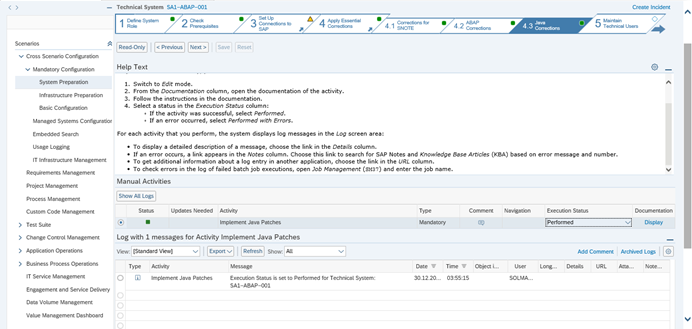 Technical System SA1~ABAP~001
Create Incident
1 Define System Role
2 Check Prerequisites
3 Set Up Connections to SAP
4 Apply Essential Corrections
4.1 Corrections for SNOTE
4.2 ABAP Corrections
4.3 Java Corrections
5 Maintain Technical Users
Read-Only < Previous Next > Save Reset
Scenarios
Cross Scenario Configuration
Mandatory Configuration
System Preparation
Infrastructure Preparation
Basic Configuration
Managed Systems Configuration
Embedded Search
Usage Logging
IT Infrastructure Management
Requirements Management
Project Management
Process Management
Custom Code Management
Test Suite
Change Control Management
Application Operations
Business Process Operations
IT Service Management
Engagement and Service Delivery
Data Volume Management
Value Management Dashboard
Help Text
1. Switch to Edit mode.
2. From the Documentation column, open the documentation of the activity.
3. Follow the instructions in the documentation.
4. Select a status in the Execution Status column:
• If the activity was successful, select Performed.
• If an error occurred, select Performed with Errors.
For each activity that you perform, the system displays log messages in the Log screen area:
• To display a detailed description of a message, choose the link in the Details column.
• If an error occurs, a link appears in the Notes column. Choose this link to search for SAP Notes and Knowledge Base Articles (KBA) based on error message and number.
• To get additional information about a log entry in another application, choose the link in the URL column.
• To check errors in the log of failed batch job executions, open Job Management (SM37) and enter the job name.
Manual Activities
Show All Logs
Status Updates Needed Activity Type Comment Navigation Execution Status Documentation
Implement Java Patches Mandatory Performed Display
Log with 1 messages for Activity Implement Java Patches
View: [Standard View] Export Refresh Show: All Add Comment Archived Logs
Type Activity Message Date Time Object i... User Long... Details URL Atta... Note...
Implement Java Patches Execution Status is set to Performed for Technical System: 30.12.20... 03:55:15 SOLMA...
SA1~ABAP~001